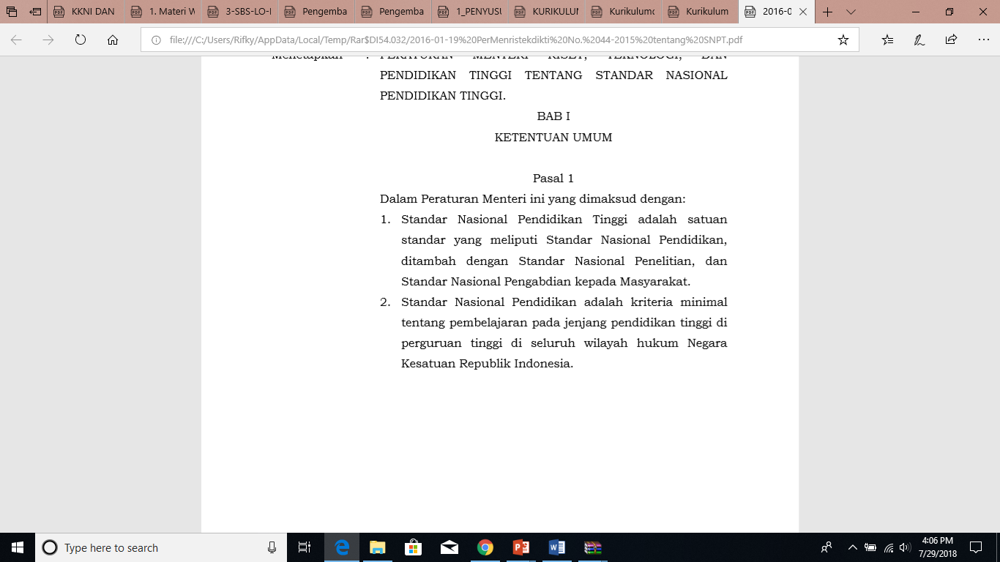 KKNI DAN
1. Materi W
3-SBS-LO-I
Pengemba
Pengemba
1_PENYUSU
KURIKULUM
Kurikulumo
Kurikulum
2016-0
file:///C:/Users/Rifky/AppData/Local/Temp/Rar$DI54.032/2016-01-19%20PerMenristekdikti%20No.%2044-2015%20tentang%20SNPT.pdf
Menetapkan : PERATURAN MENTERI RISET, TEKNOLOGI, DAN
PENDIDIKAN TINGGI TENTANG STANDAR NASIONAL
PENDIDIKAN TINGGI.
BAB I
KETENTUAN UMUM
Pasal 1
Dalam Peraturan Menteri ini yang dimaksud dengan:
1. Standar Nasional Pendidikan Tinggi adalah satuan
standar yang meliputi Standar Nasional Pendidikan,
ditambah dengan Standar Nasional Penelitian, dan
Standar Nasional Pengabdian kepada Masyarakat.
2. Standar Nasional Pendidikan adalah kriteria minimal
tentang pembelajaran pada jenjang pendidikan tinggi di
perguruan tinggi di seluruh wilayah hukum Negara
Kesatuan Republik Indonesia.
Type here to search
4:06 PM
7/29/2018